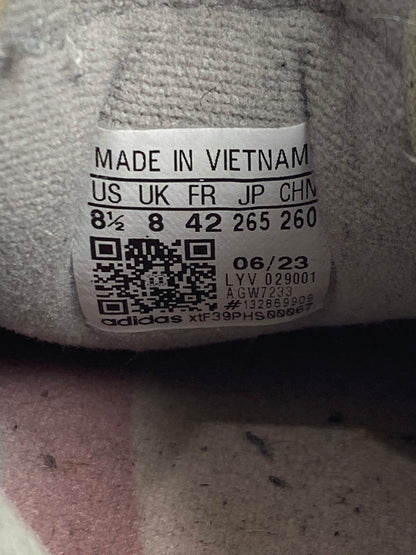 MADE IN VIETNAM
US UK FR JP CHN
8½ 8 42 265 260
06/23
LYV 029001
AGW7233
#132869908
adidas xtF39PHS00067